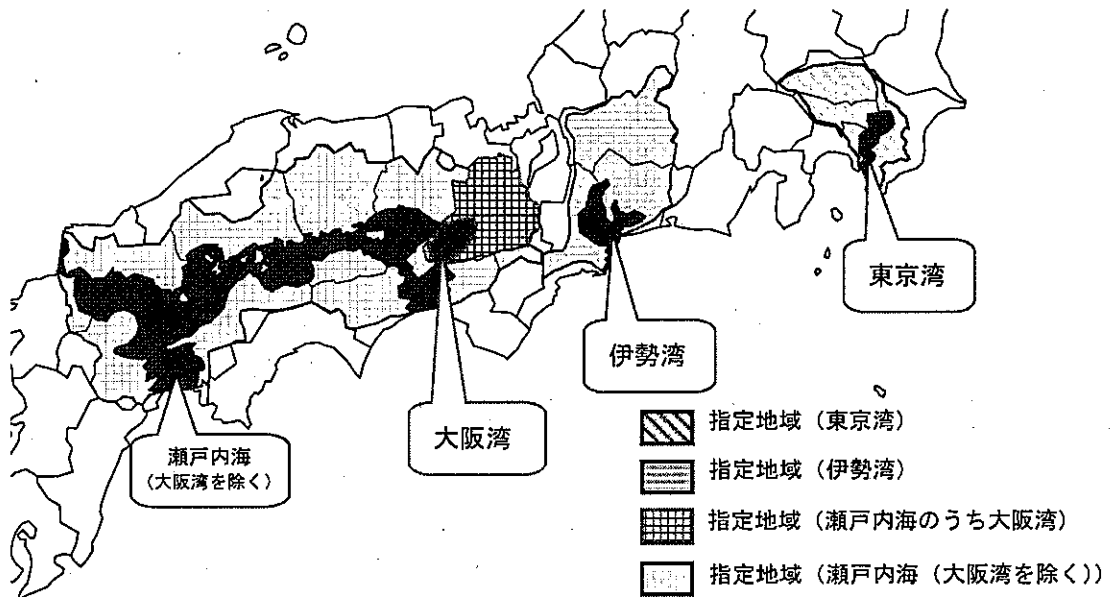 東京湾
伊勢湾
大阪湾
瀬戸内海
(大阪湾を除く)
指定地域(東京湾)
指定地域(伊勢湾)
指定地域(瀬戸内海のうち大阪湾)
指定地域(瀬戸内海(大阪湾を除く))